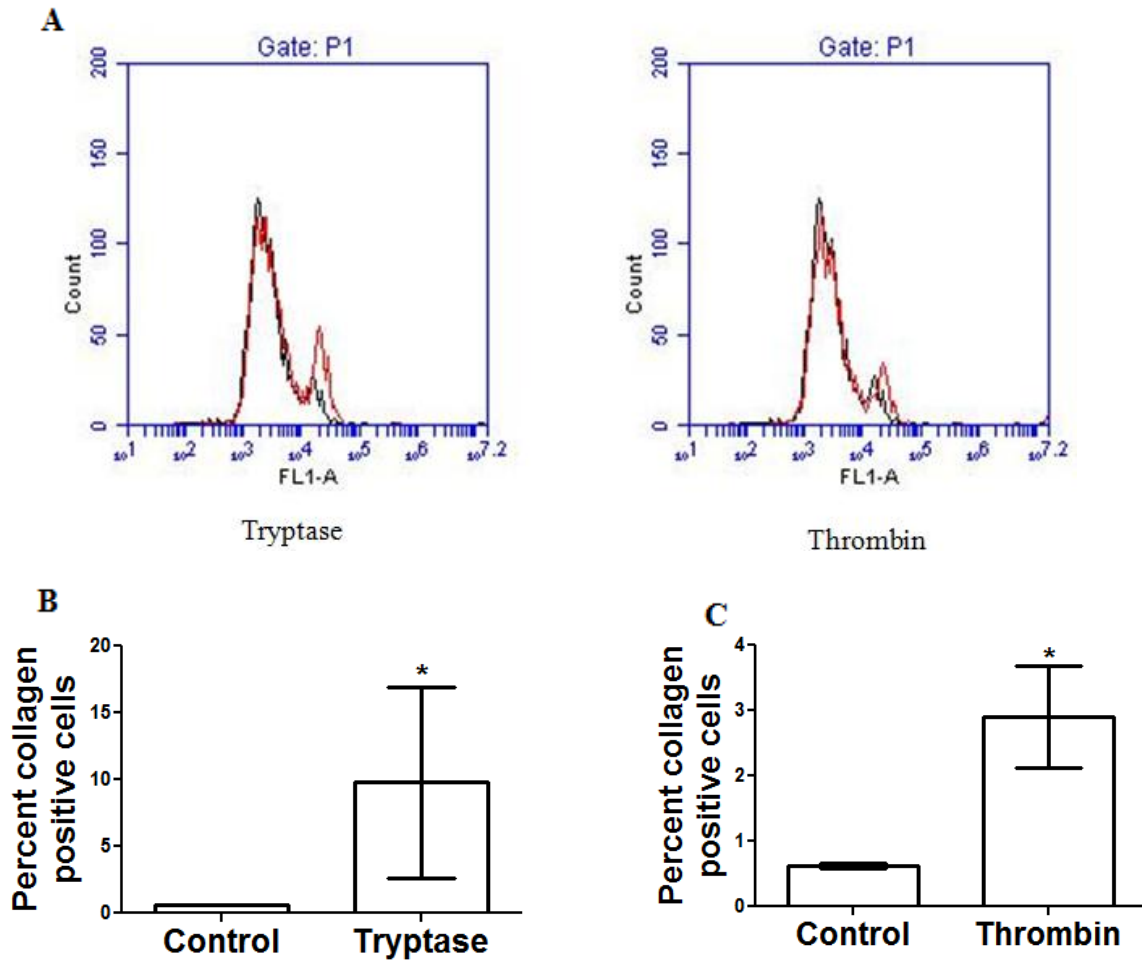 A
Gate: P1
200
150
100
50
0
Count
10^1 10^2 10^3 10^4 10^5 10^6 10^7.2
FL1-A
Tryptase
Gate: P1
200
150
100
50
0
Count
10^1 10^2 10^3 10^4 10^5 10^6 10^7.2
FL1-A
Thrombin
B
Percent collagen
positive cells
20
15
10
5
0
*
Control Tryptase
C
Percent collagen
positive cells
4
3
2
1
0
*
Control Thrombin